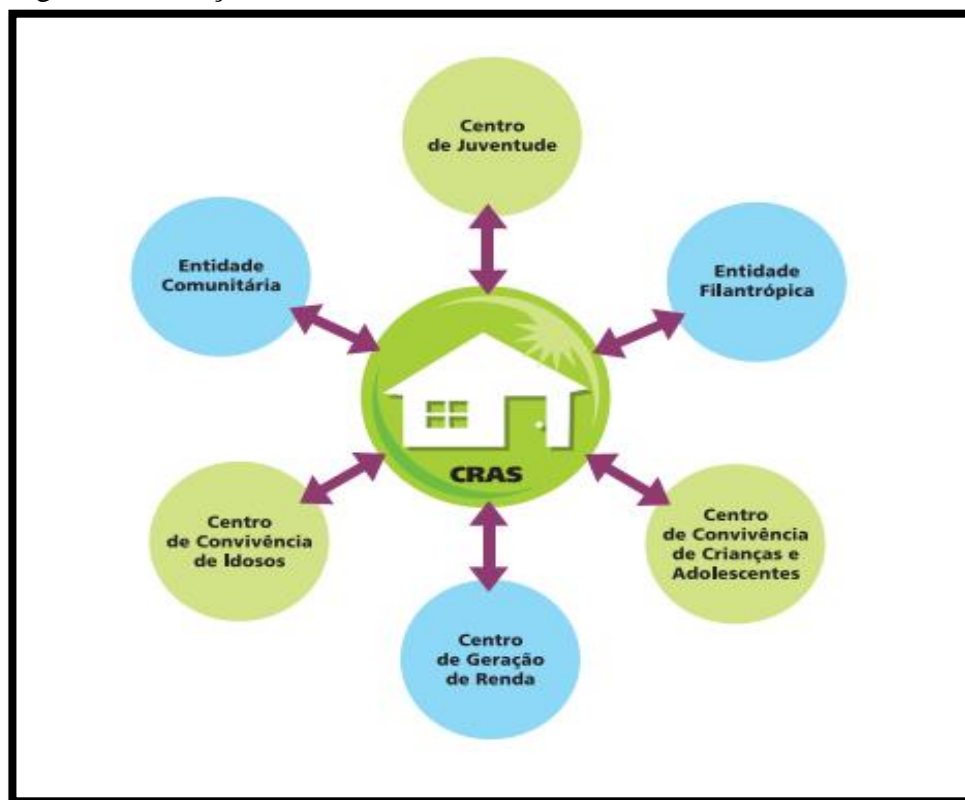 Centro
de Juventude
Entidade
Comunitária
Entidade
Filantrópica
CRAS
Centro
de Convivência
de Idosos
Centro
de Convivência
de Crianças e
Adolescentes
Centro
de Geração
de Renda